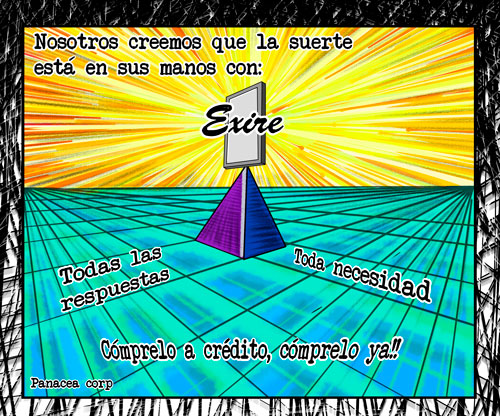 Nosotros creemos que la suerte
está en sus manos con:
Exire
Todas las
respuestas
Toda necesidad
Cómprelo a crédito, cómprelo ya!!
Panacea corp